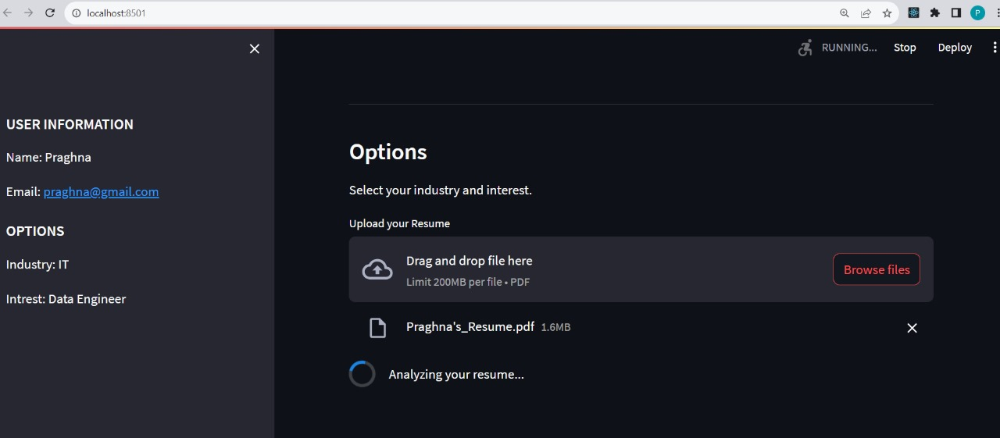 localhost:8501
P
RUNNING...
Stop
Deploy
USER INFORMATION
Name: Praghna
Email: praghna@gmail.com
OPTIONS
Industry: IT
Intrest: Data Engineer
Options
Select your industry and interest.
Upload your Resume
Drag and drop file here
Limit 200MB per file • PDF
Browse files
Praghna's_Resume.pdf 1.6MB
Analyzing your resume...